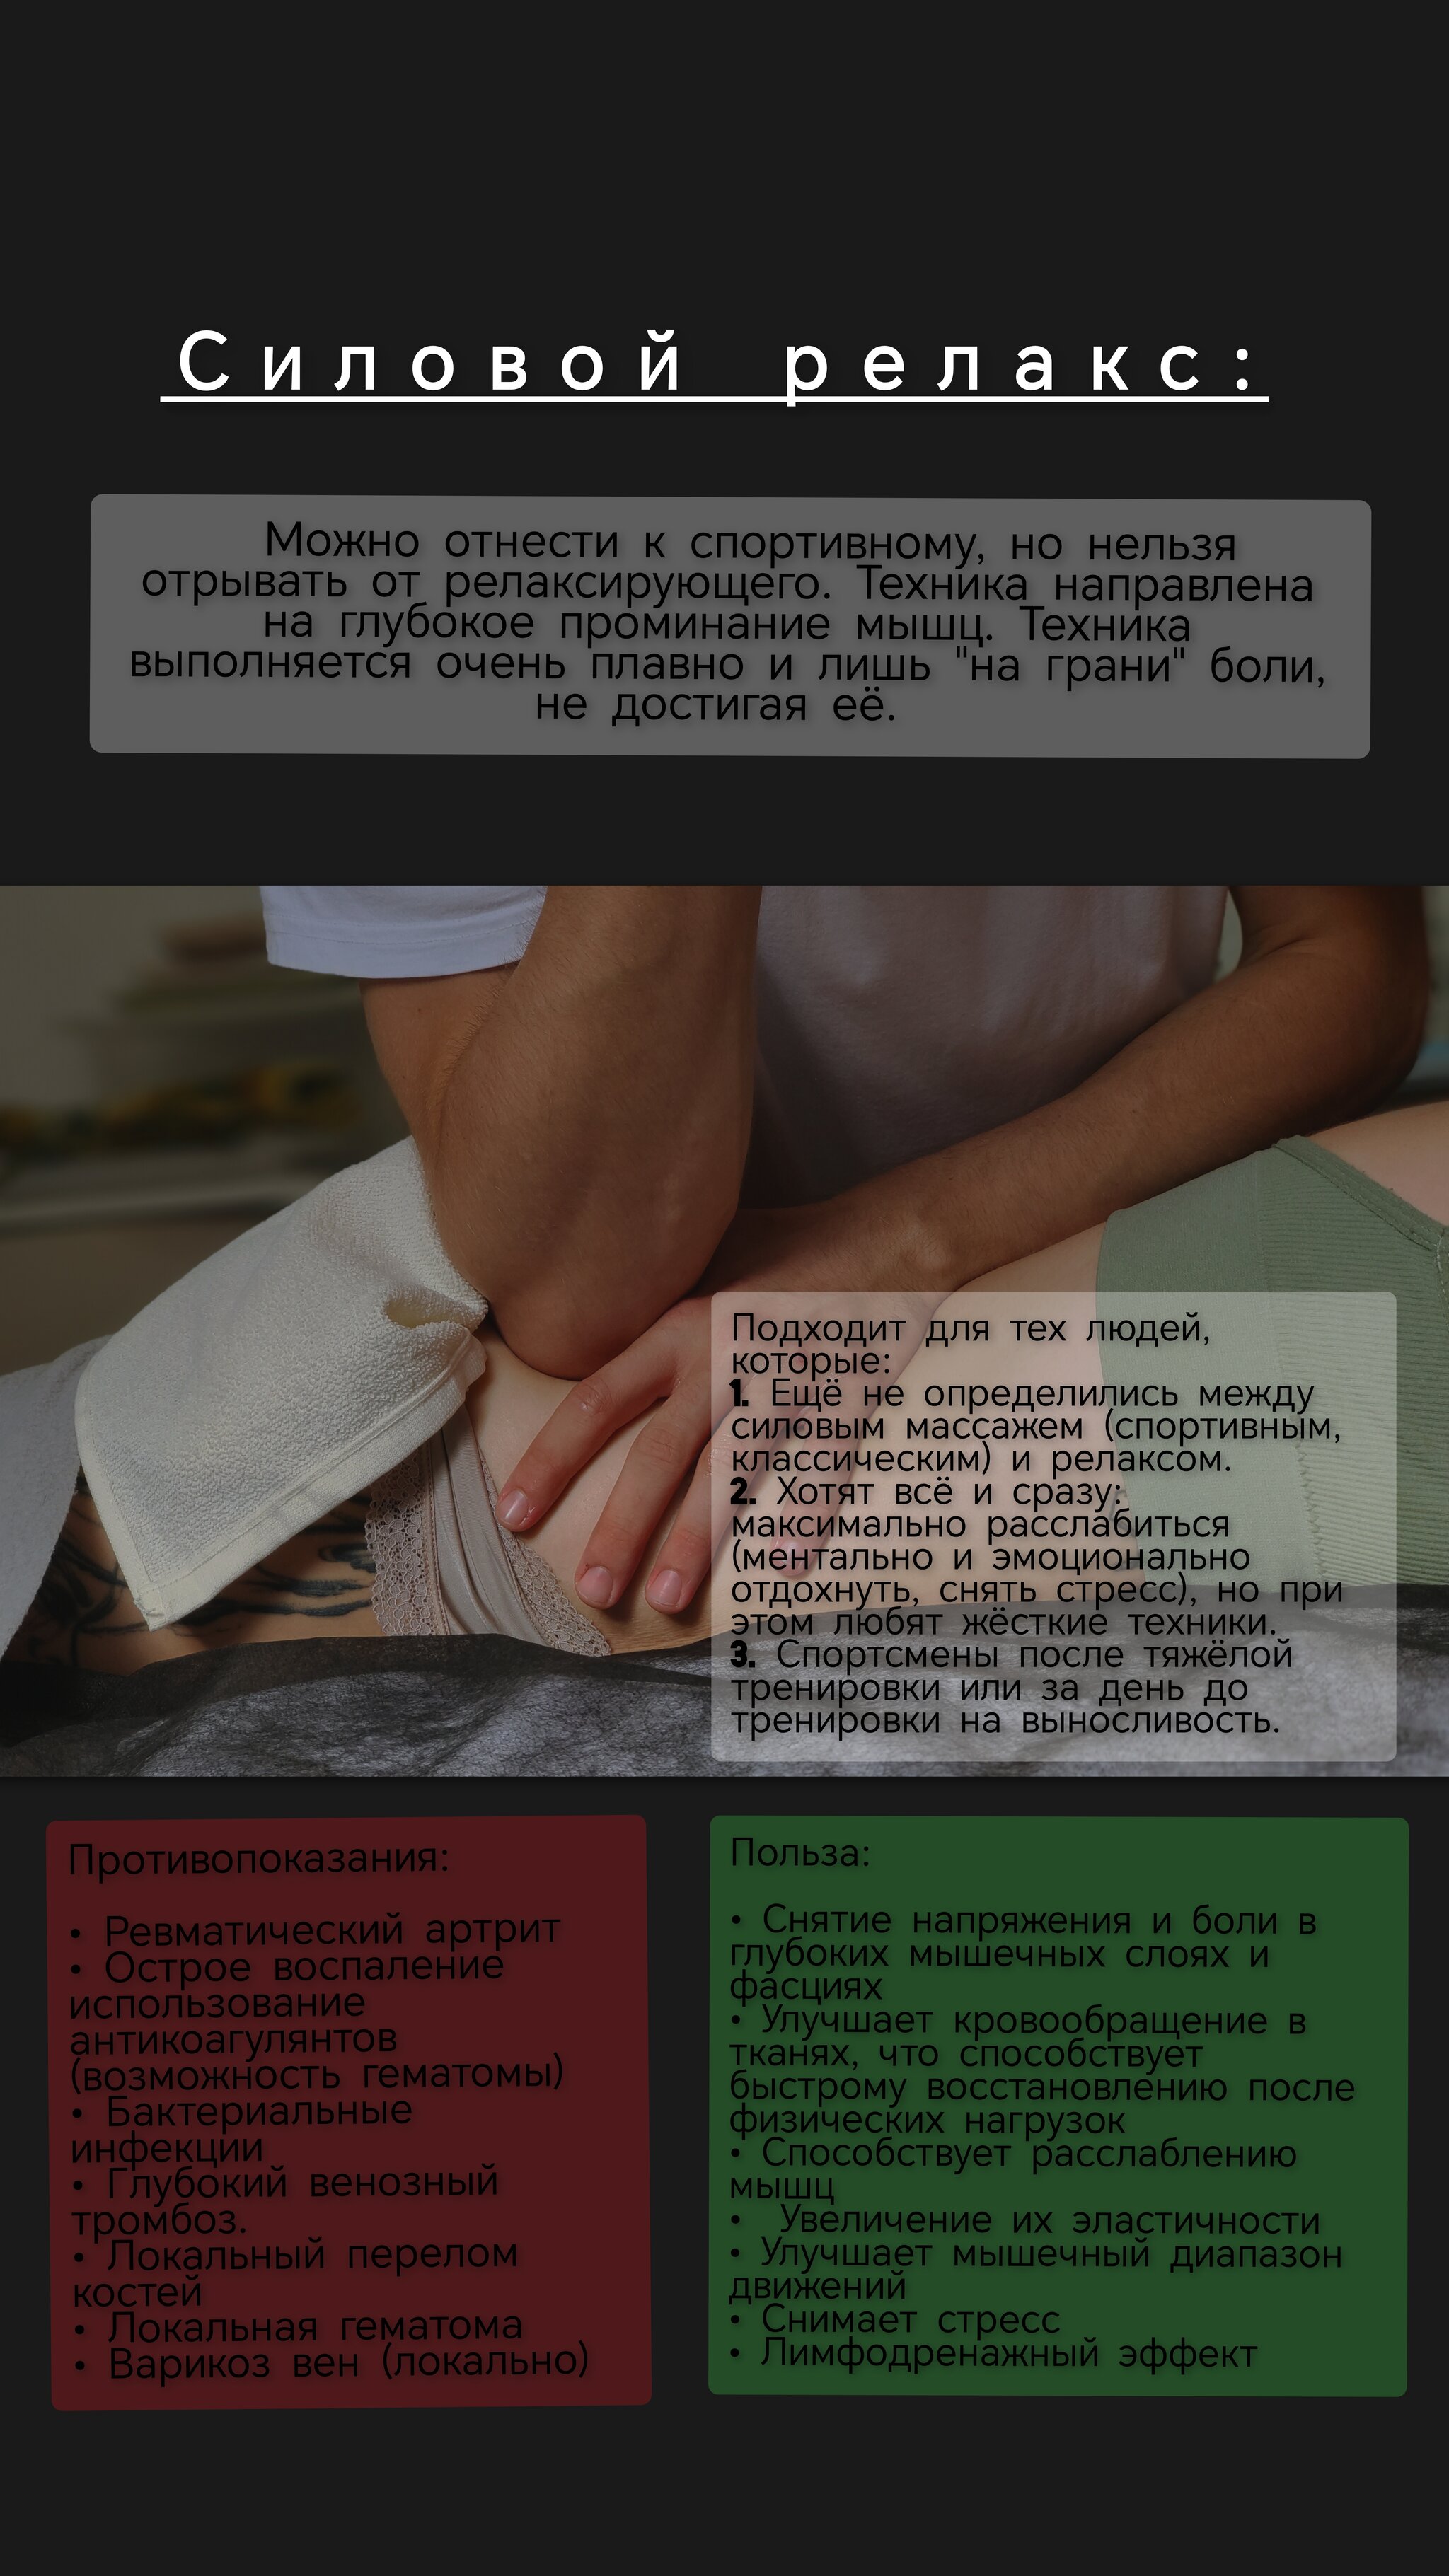 Силовой релакс:
Можно отнести к спортивному, но нельзя
отрывать от релаксирующего. Техника направлена
на глубокое проминание мышц. Техника
выполняется очень плавно и лишь "на грани" боли,
не достигая её.
Подходит для тех людей,
которые:
1. Ещё не определились между
силовым массажем (спортивным,
классическим) и релаксом.
2. Хотят всё и сразу:
максимально расслабиться
(ментально и эмоционально
отдохнуть, снять стресс), но при
этом любят жёсткие техники.
3. Спортсмены после тяжёлой
тренировки или за день до
тренировки на выносливость.
Противопоказания:
• Ревматический артрит
• Острое воспаление
использование
антикоагулянтов
(возможность гематомы)
• Бактериальные
инфекции
• Глубокий венозный
тромбоз.
• Локальный перелом
костей
• Локальная гематома
• Варикоз вен (локально)
Польза:
• Снятие напряжения и боли в
глубоких мышечных слоях и
фасциях
• Улучшает кровообращение в
тканях, что способствует
быстрому восстановлению после
физических нагрузок
• Способствует расслаблению
мышц
• Увеличение их эластичности
• Улучшает мышечный диапазон
движений
• Снимает стресс
• Лимфодренажный эффект